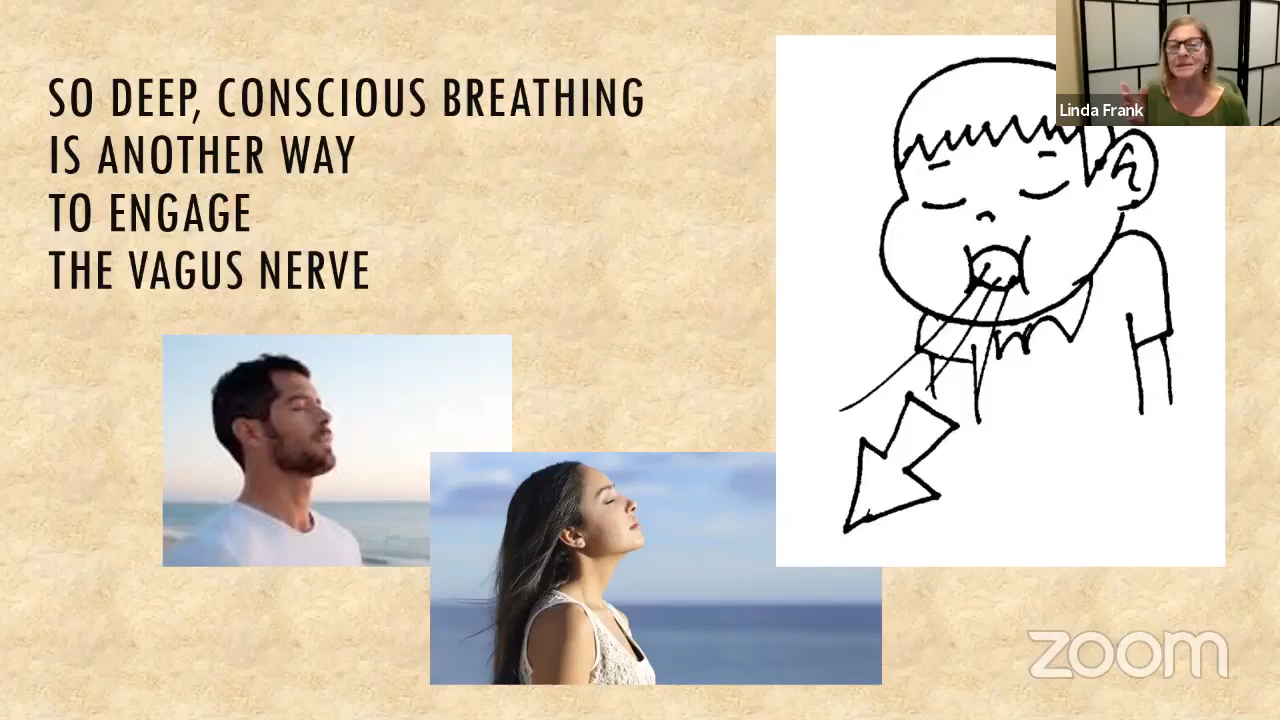 SO DEEP, CONSCIOUS BREATHING
IS ANOTHER WAY
TO ENGAGE
THE VAGUS NERVE
Linda Frank
zoom